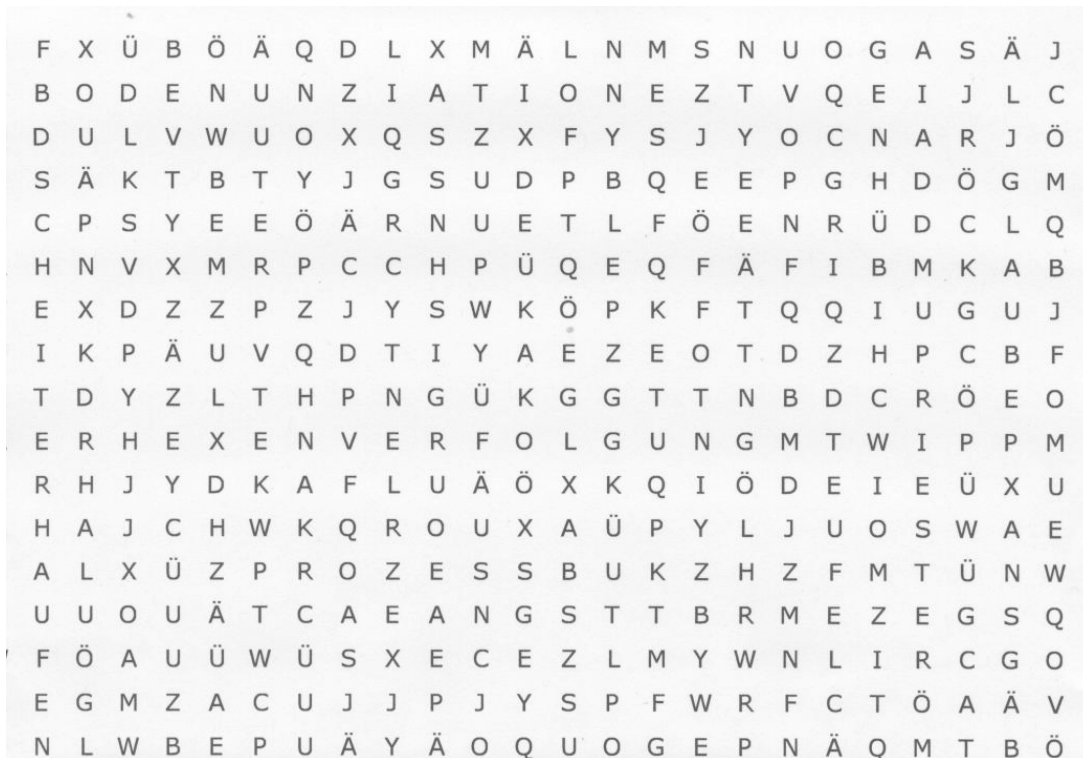 F X Ü B Ö Ä Q D L X M Ä L N M S N U O G A S Ä J
B O D E N U N Z I A T I O N E Z T V Q E I J L C
D U L V W U O X Q S Z X F Y S J Y O C N A R J Ö
S Ä K T B T Y J G S U D P B Q E E P G H D Ö G M
C P S Y E E Ö Ä R N U E T L F Ö E N R Ü D C L Q
H N V X M R P C C H P Ü Q E Q F Ä F I B M K A B
E X D Z Z P Z J Y S W K Ö P K F T Q Q I U G U J
I K P Ä U V Q D T I Y A E Z E O T D Z H P C B F
T D Y Z L T H P N G Ü K G G T T N B D C R Ö E O
E R H E X E N V E R F O L G U N G M T W I P P M
R H J Y D K A F L U Ä Ö X K Q I Ö D E I E Ü X U
H A J C H W K Q R O U X A Ü P Y L J U O S W A E
A L X Ü Z P R O Z E S S B U K Z H Z F M T Ü N W
U U O U Ä T C A E A N G S T T B R M E Z E G S Q
F Ö A U Ü W Ü S X E C E Z L M Y W N L I R C G O
E G M Z A C U J J P J Y S P F W R F C T Ö A Ä V
N L W B E P U Ä Y Ä O Q U O G E P N Ä Q M T B Ö